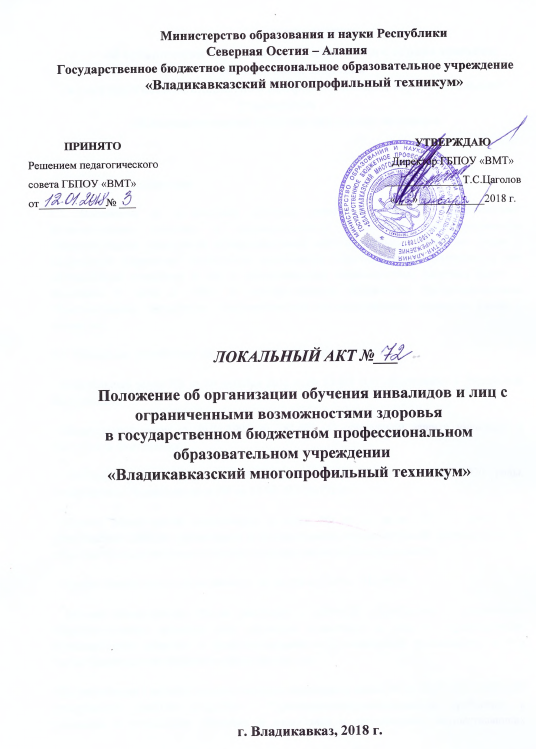 Министерство образования и науки Республики
Северная Осетия – Алания
Государственное бюджетное профессиональное образовательное учреждение
«Владикавказский многопрофильный техникум»
ПРИНЯТО
Решением педагогического
совета ГБПОУ «ВМТ»
от 12.01.2018 № 3
УТВЕРЖДАЮ
Директор ГБПОУ «ВМТ»
Т.С.Цаголов
января 2018 г.
ЛОКАЛЬНЫЙ АКТ № 72
Положение об организации обучения инвалидов и лиц с
ограниченными возможностями здоровья
в государственном бюджетном профессиональном
образовательном учреждении
«Владикавказский многопрофильный техникум»
г. Владикавказ, 2018 г.